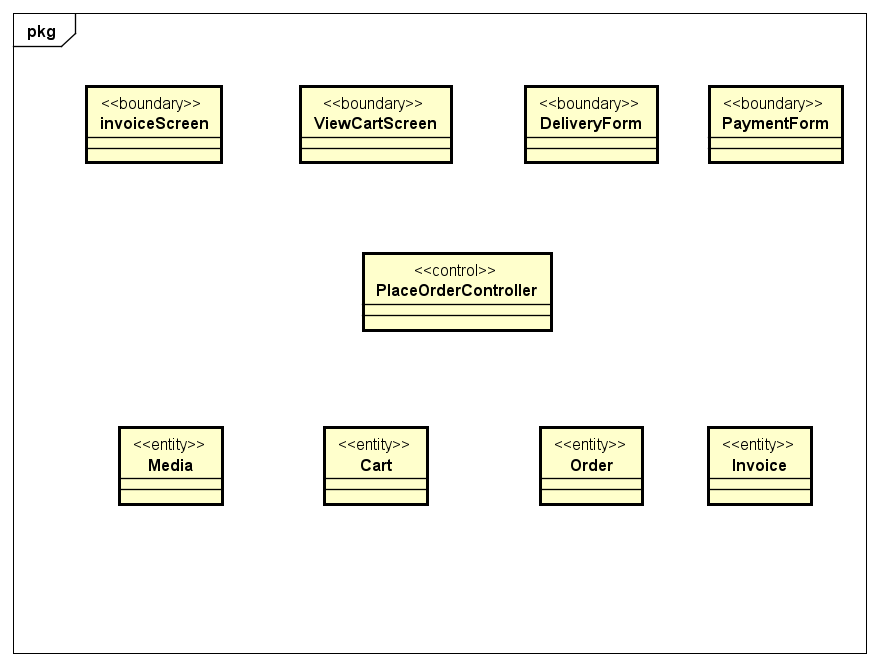 pkg
<<boundary>>
invoiceScreen
<<boundary>>
ViewCartScreen
<<boundary>>
DeliveryForm
<<boundary>>
PaymentForm
<<control>>
PlaceOrderController
<<entity>>
Media
<<entity>>
Cart
<<entity>>
Order
<<entity>>
Invoice